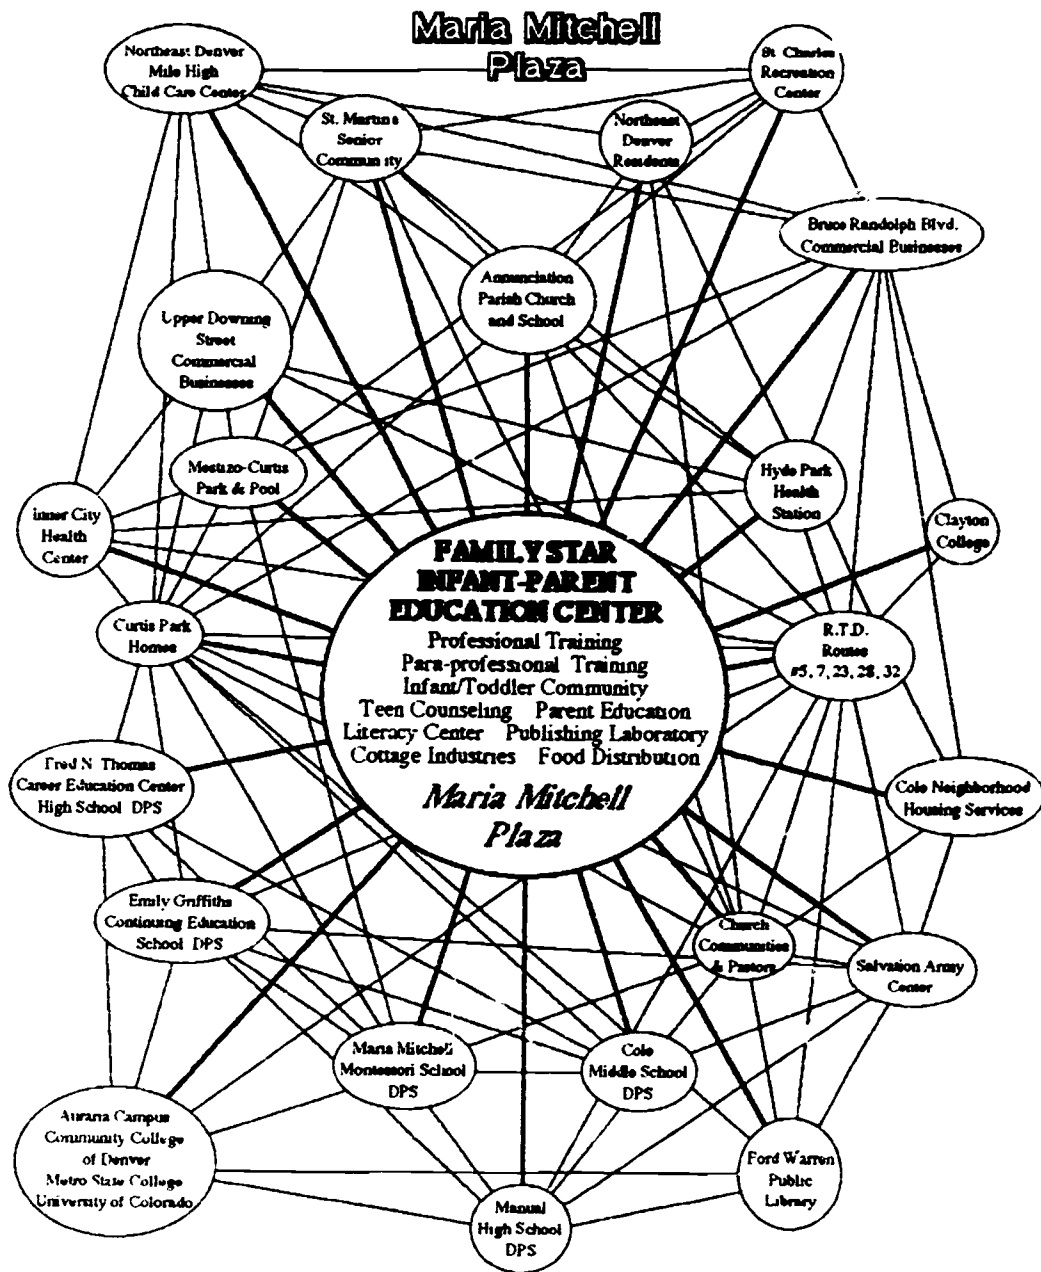 Maria Mitchell
Plaza
Northeast Denver
Mile High
Child Care Center
St. Charles
Recreation
Center
St. Martin's
Senior
Community
Northeast
Denver
Residents
Bruce Randolph Blvd.
Commercial Businesses
Annunciation
Parish Church
and School
Upper Downing
Street
Commercial
Businesses
Mestizo-Curtis
Park & Pool
Hyde Park
Health
Station
Inner City
Health
Center
Clayton
College
FAMILY STAR
INFANT-PARENT
EDUCATION CENTER
Professional Training
Para-professional Training
Infant/Toddler Community
Teen Counseling Parent Education
Literacy Center Publishing Laboratory
Cottage Industries Food Distribution
Maria Mitchell
Plaza
Curtis Park
Homes
R.T.D.
Routes
#5, 7, 23, 28, 32
Fred N. Thomas
Career Education Center
High School DPS
Cole Neighborhood
Housing Services
Emily Griffiths
Continuing Education
School DPS
Church
Communities
& Pastors
Salvation Army
Center
Maria Mitchell
Montessori School
DPS
Cole
Middle School
DPS
Auraria Campus
Community College
of Denver
Metro State College
University of Colorado
Ford Warren
Public
Library
Manual
High School
DPS